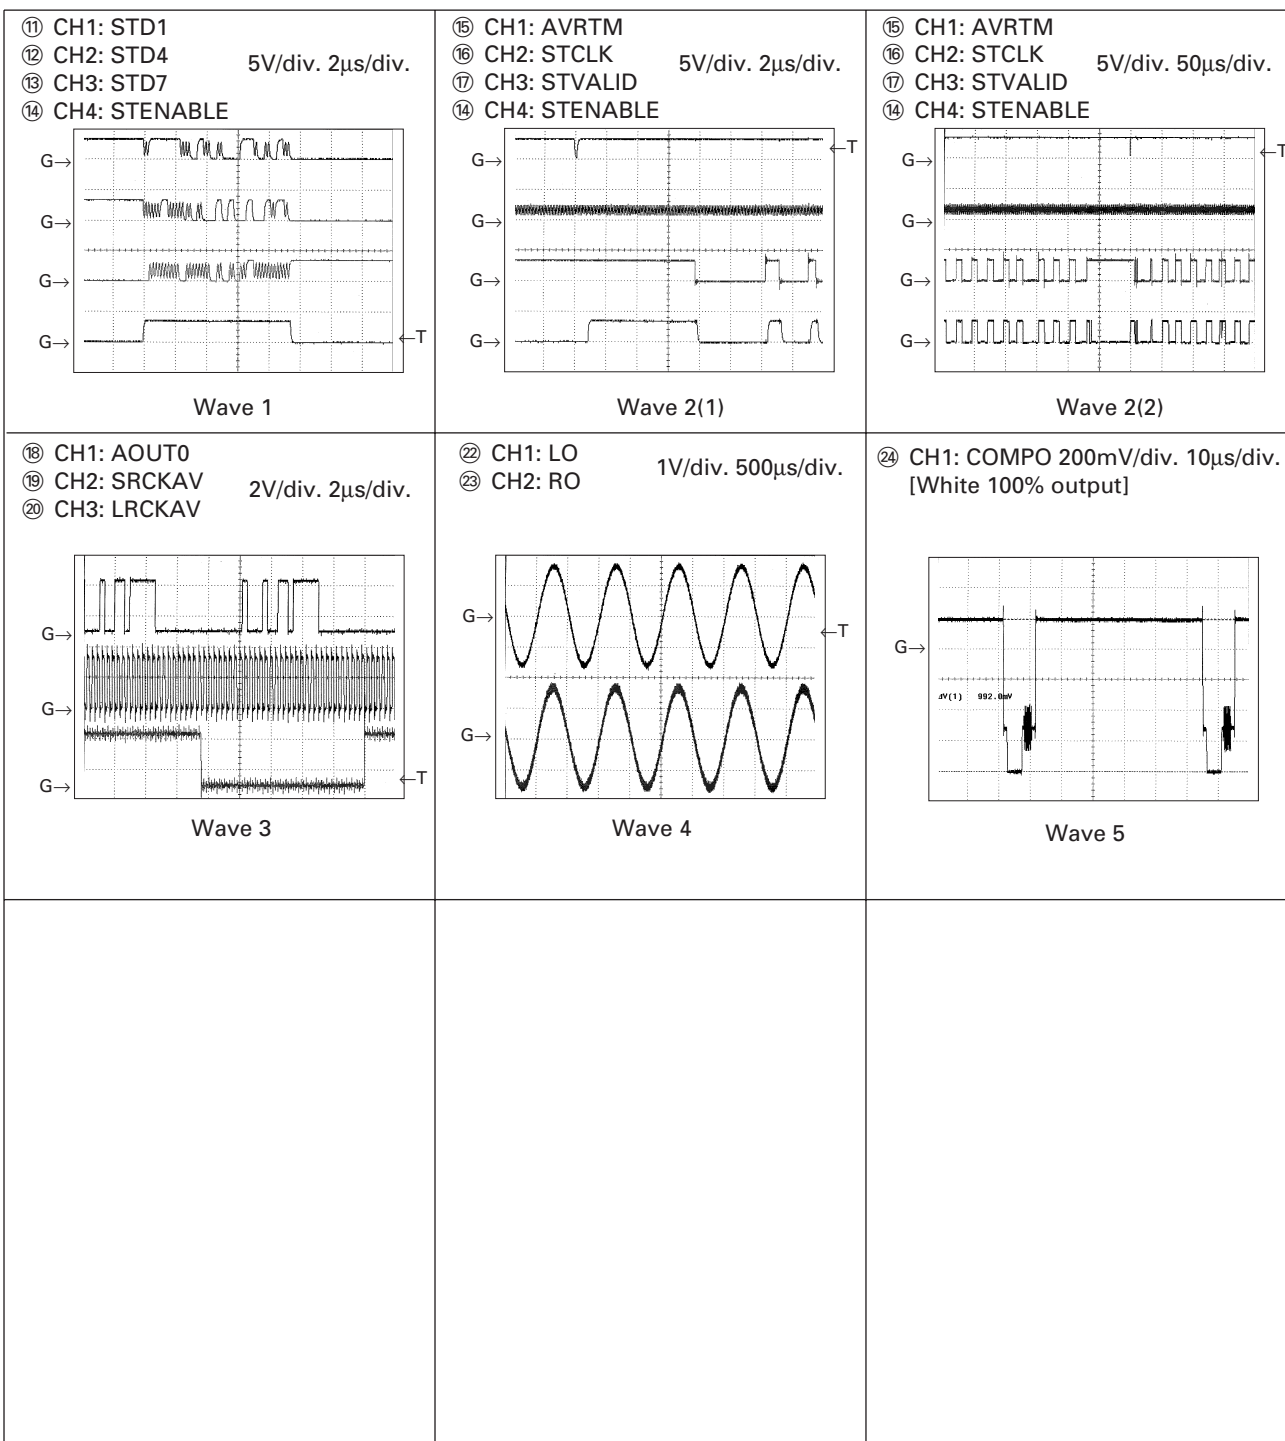 ⑪ CH1: STD1
⑫ CH2: STD4
⑬ CH3: STD7
⑭ CH4: STENABLE
5V/div. 2μs/div.
G→
G→
G→
G→
←T
Wave 1
⑮ CH1: AVRTM
⑯ CH2: STCLK
⑰ CH3: STVALID
⑭ CH4: STENABLE
5V/div. 2μs/div.
G→
G→
G→
G→
←T
Wave 2(1)
⑮ CH1: AVRTM
⑯ CH2: STCLK
⑰ CH3: STVALID
⑭ CH4: STENABLE
5V/div. 50μs/div.
G→
G→
G→
G→
←T
Wave 2(2)
⑱ CH1: AOUT0
⑲ CH2: SRCKAV
⑳ CH3: LRCKAV
2V/div. 2μs/div.
G→
G→
G→
←T
Wave 3
㉒ CH1: LO
㉓ CH2: RO
1V/div. 500μs/div.
G→
G→
←T
Wave 4
㉔ CH1: COMPO 200mV/div. 10μs/div.
[White 100% output]
G→
V(1) 992.0mV
Wave 5